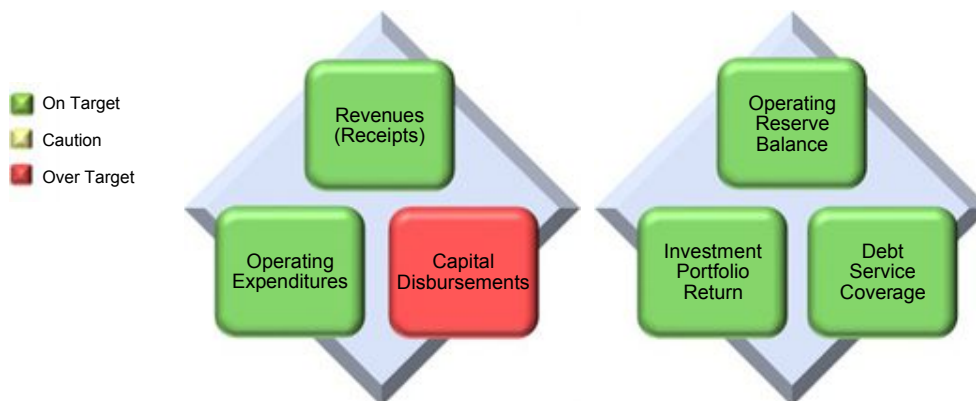 On Target
Caution
Over Target
Revenues
(Receipts)
Operating
Expenditures
Capital
Disbursements
Operating
Reserve
Balance
Investment
Portfolio
Return
Debt
Service
Coverage